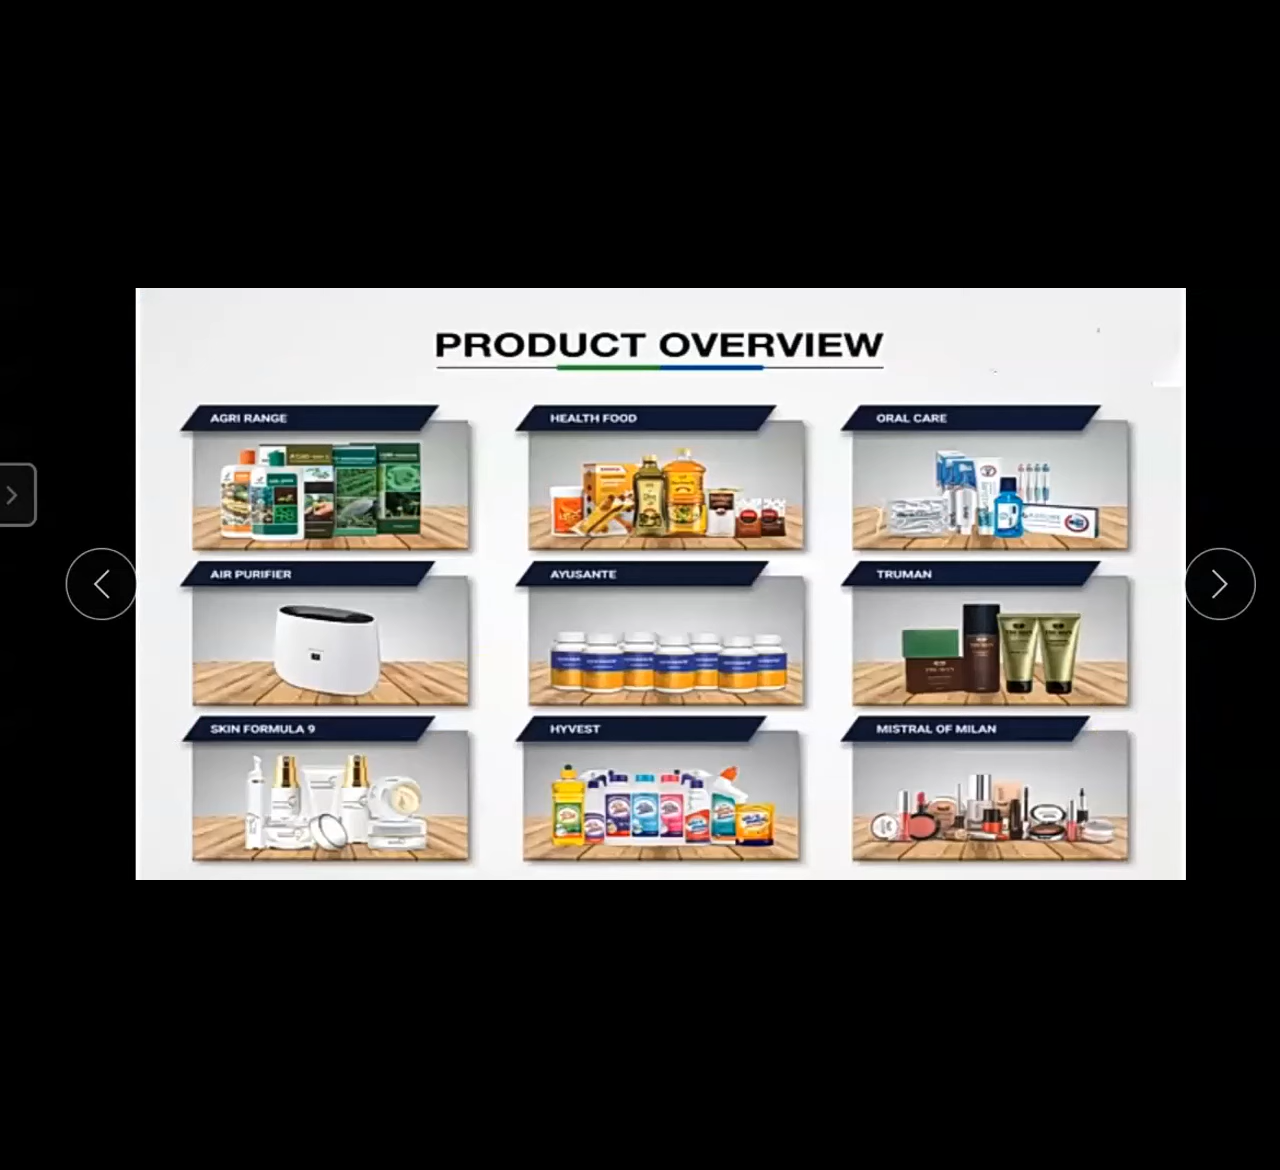 PRODUCT OVERVIEW
AGRI RANGE
HEALTH FOOD
ORAL CARE
AIR PURIFIER
AYUSANTE
TRUMAN
SKIN FORMULA 9
HYVEST
MISTRAL OF MILAN